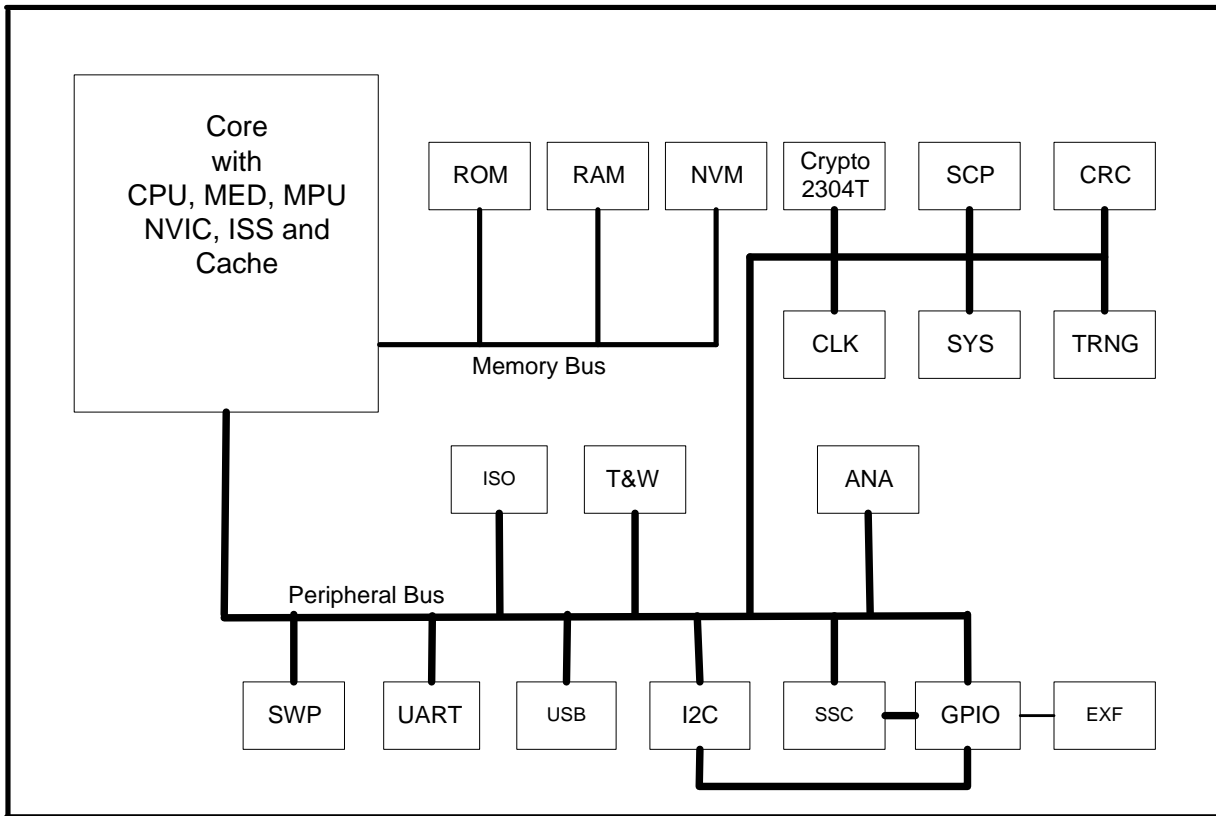 Core
with
CPU, MED, MPU
NVIC, ISS and
Cache
ROM
RAM
NVM
Crypto
2304T
SCP
CRC
CLK
SYS
TRNG
Memory Bus
ISO
T&W
ANA
Peripheral Bus
SWP
UART
USB
I2C
SSC
GPIO
EXF